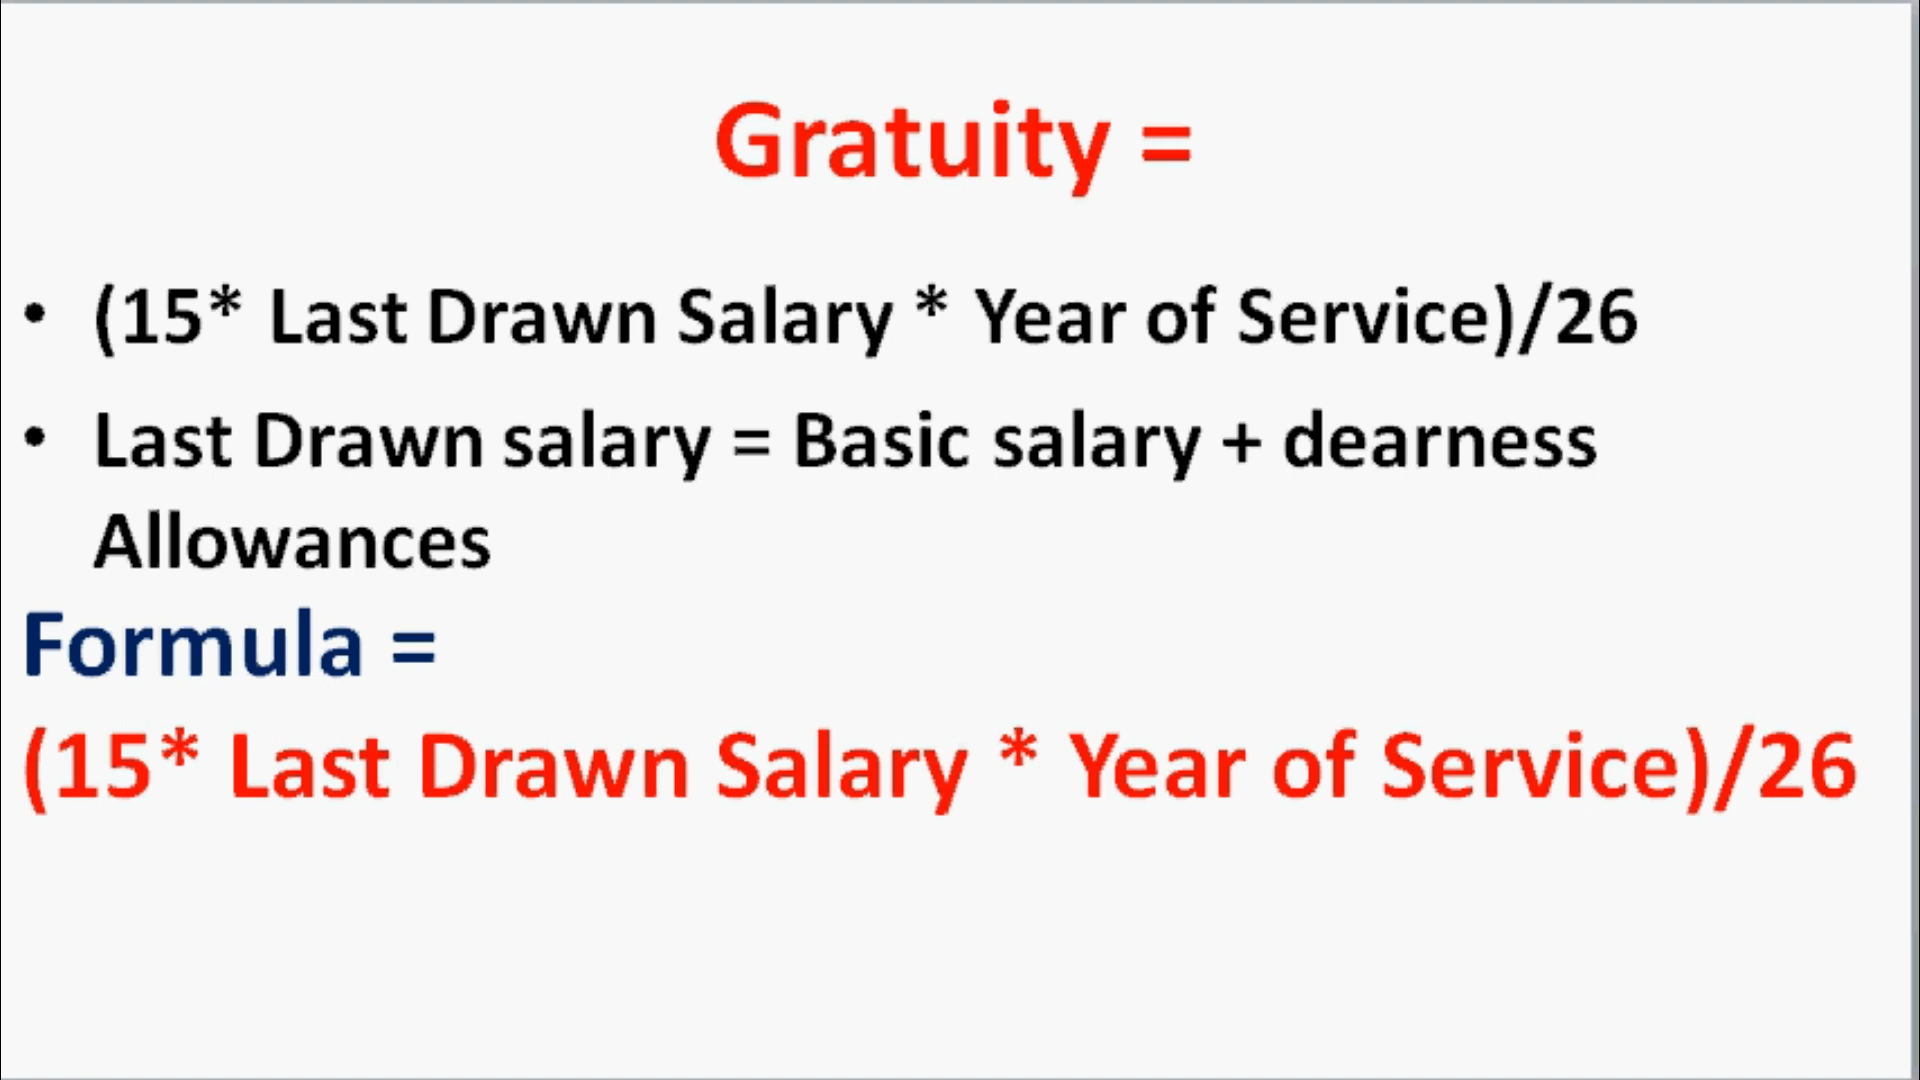 Gratuity =
• (15* Last Drawn Salary * Year of Service)/26
• Last Drawn salary = Basic salary + dearness
Allowances
Formula =
(15* Last Drawn Salary * Year of Service)/26